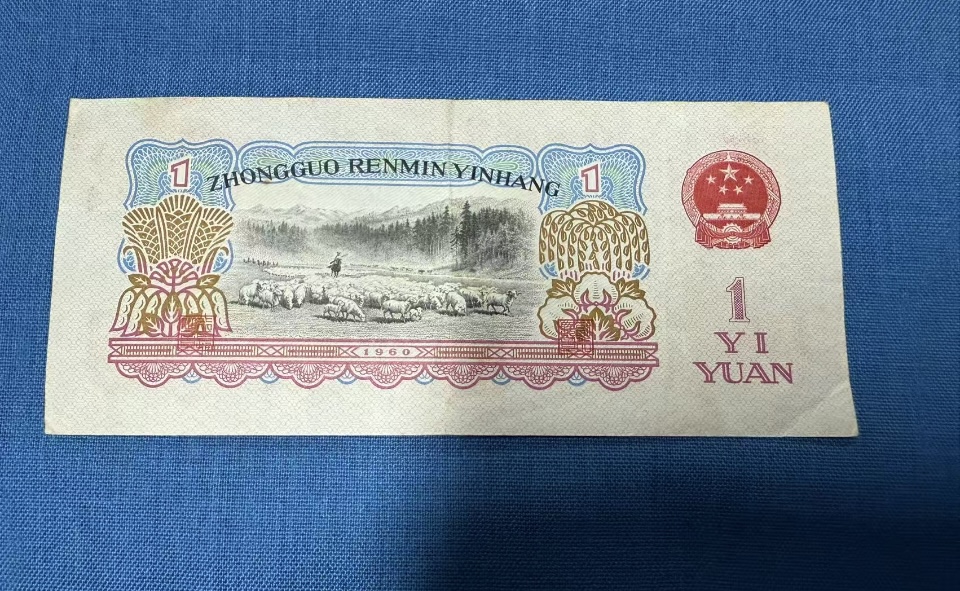 1
ZHONGGUO RENMIN YINHANG
1
1960
1
YI
YUAN